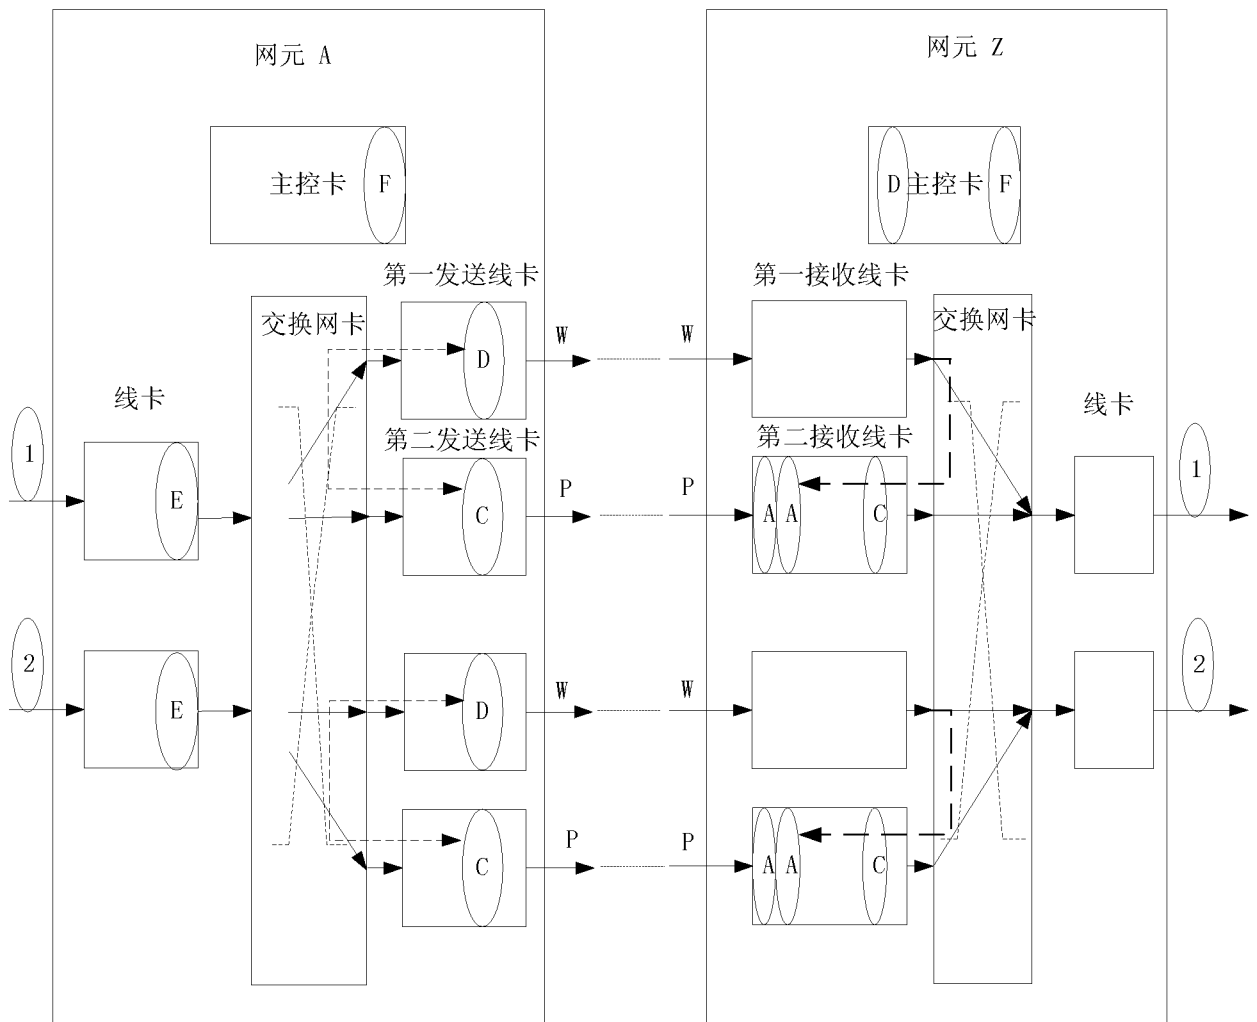 网元 A
网元 Z
主控卡 F
D 主控卡 F
第一发送线卡
第一接收线卡
交换网卡
交换网卡
D
W
W
线卡
线卡
第二发送线卡
第二接收线卡
1
1
E
C
P
P
A A C
2
2
E
D
W
W
C
P
P
A A C